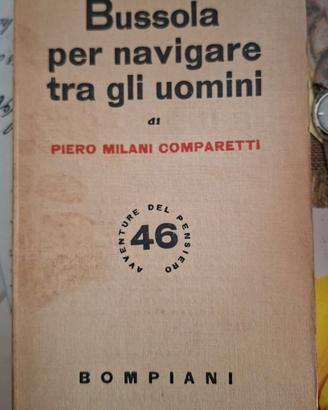 Bussola
per navigare
tra gli uomini
di
PIERO MILANI COMPARETTI
AVVENTURE DEL PENSIERO
46
BOMPIANI